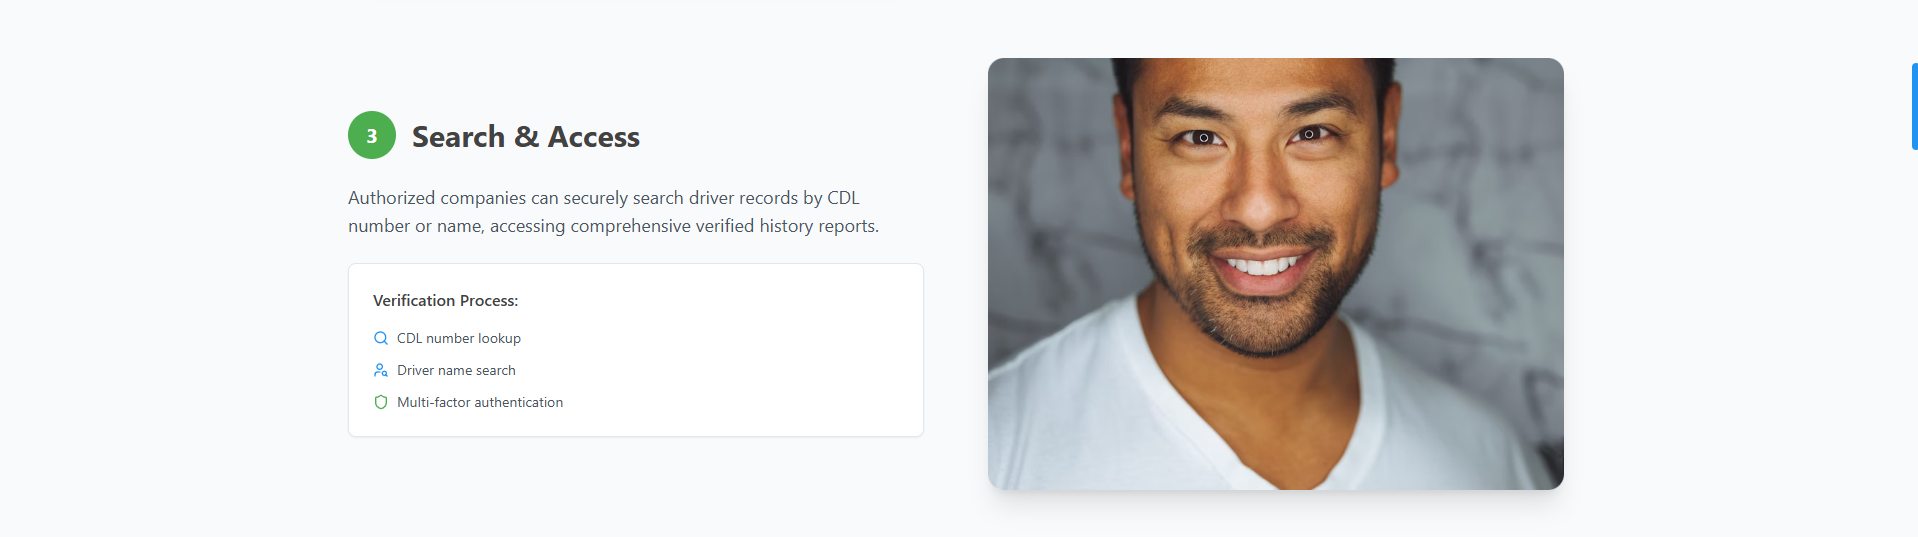 3
Search & Access
Authorized companies can securely search driver records by CDL
number or name, accessing comprehensive verified history reports.
Verification Process:
CDL number lookup
Driver name search
Multi-factor authentication